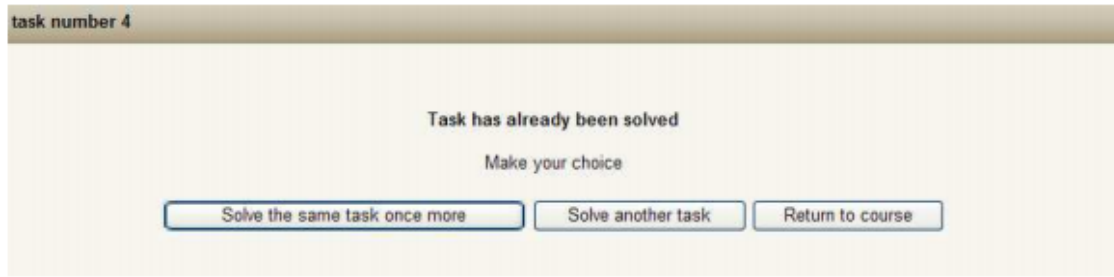 task number 4
Task has already been solved
Make your choice
Solve the same task once more Solve another task Return to course